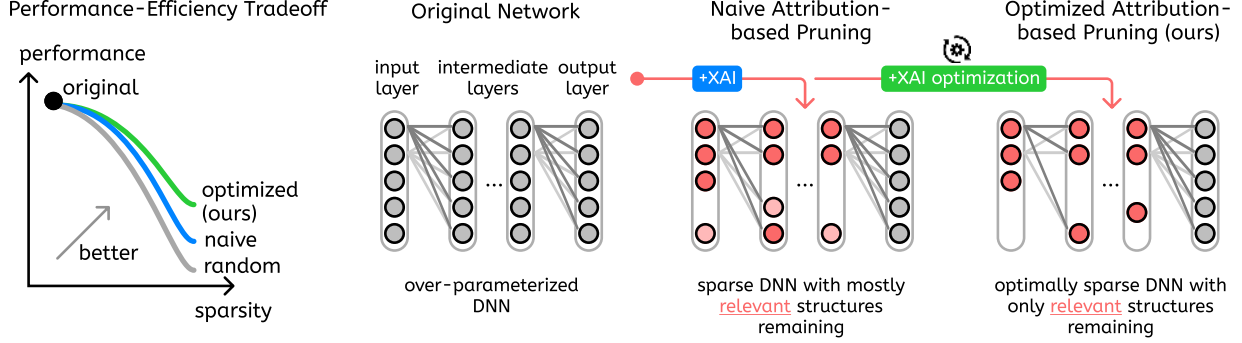 Performance-Efficiency Tradeoff
performance
original
optimized
(ours)
naive
random
better
sparsity
Original Network
input
layer
intermediate
layers
output
layer
...
over-parameterized
DNN
Naive Attribution-
based Pruning
+XAI
...
sparse DNN with mostly
relevant structures
remaining
Optimized Attribution-
based Pruning (ours)
+XAI optimization
...
optimally sparse DNN with
only relevant structures
remaining